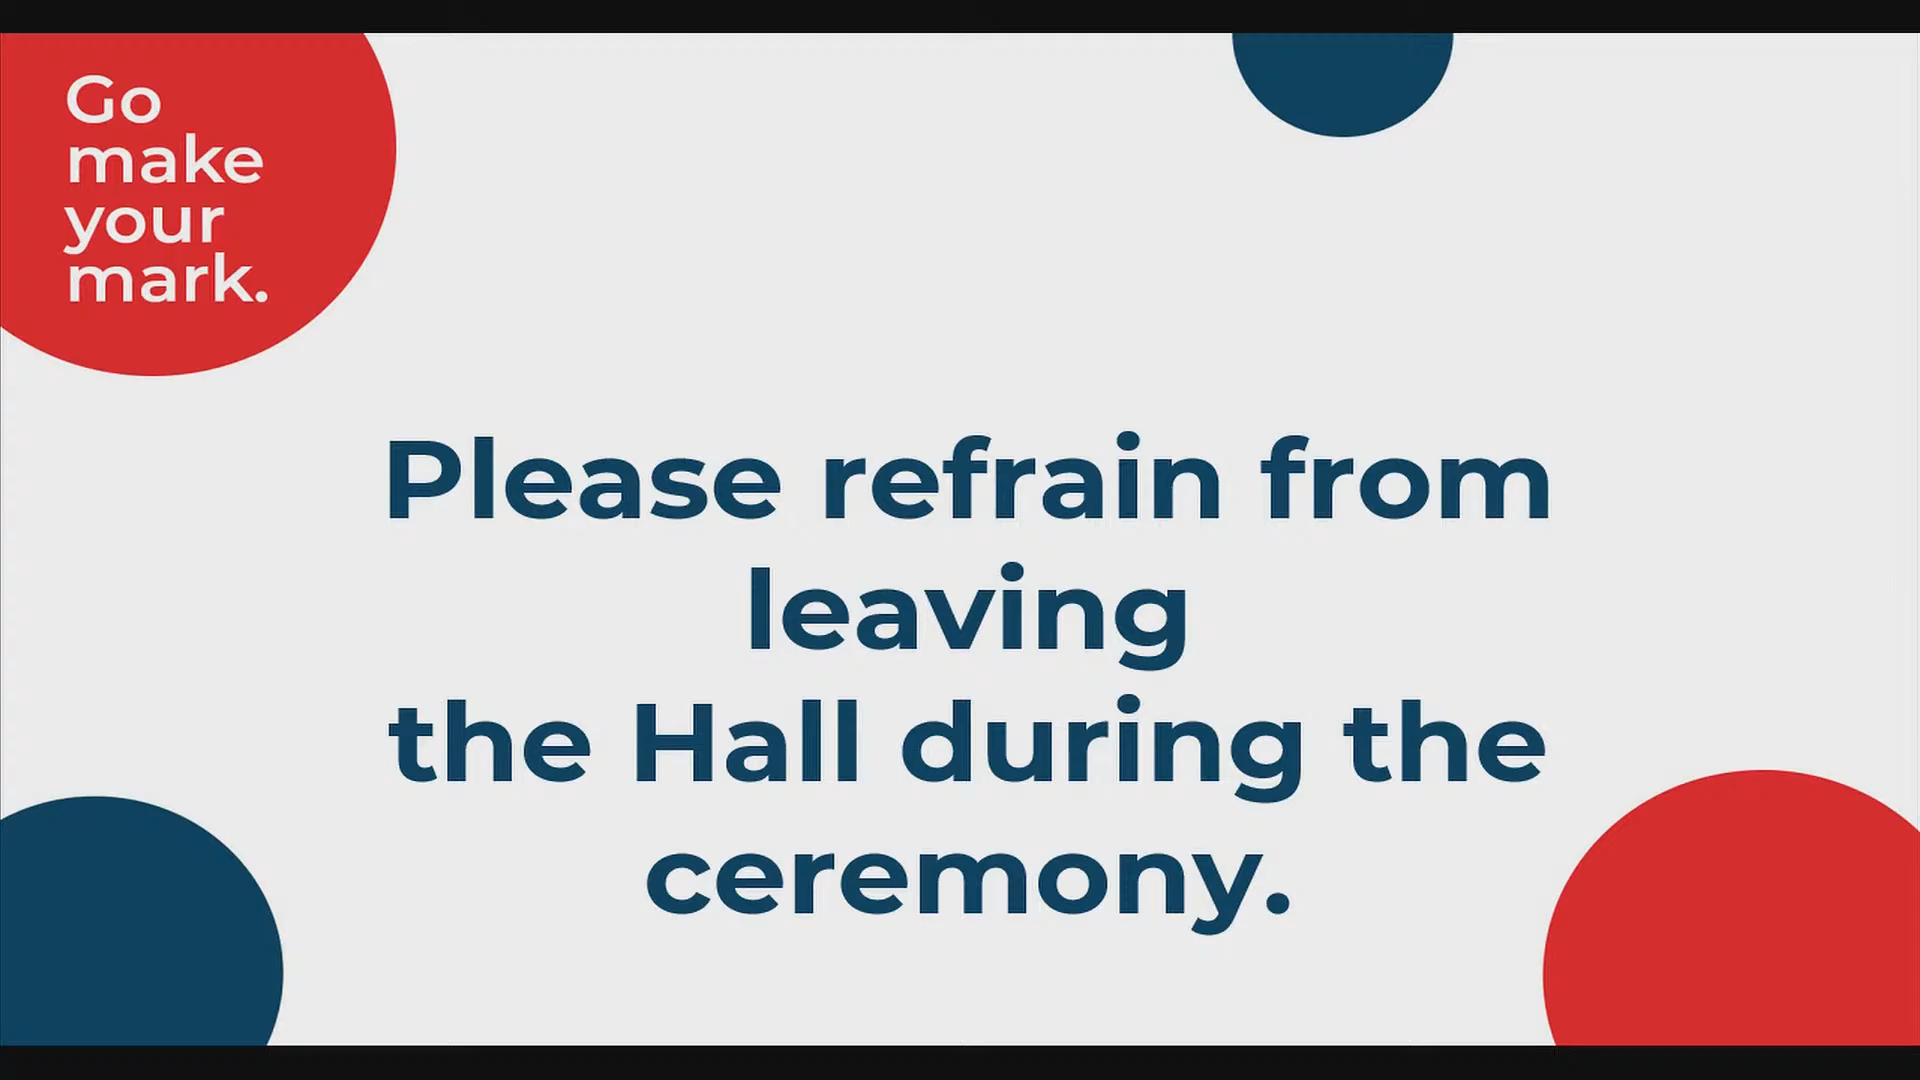 Go
make
your
mark.
Please refrain from
leaving
the Hall during the
ceremony.